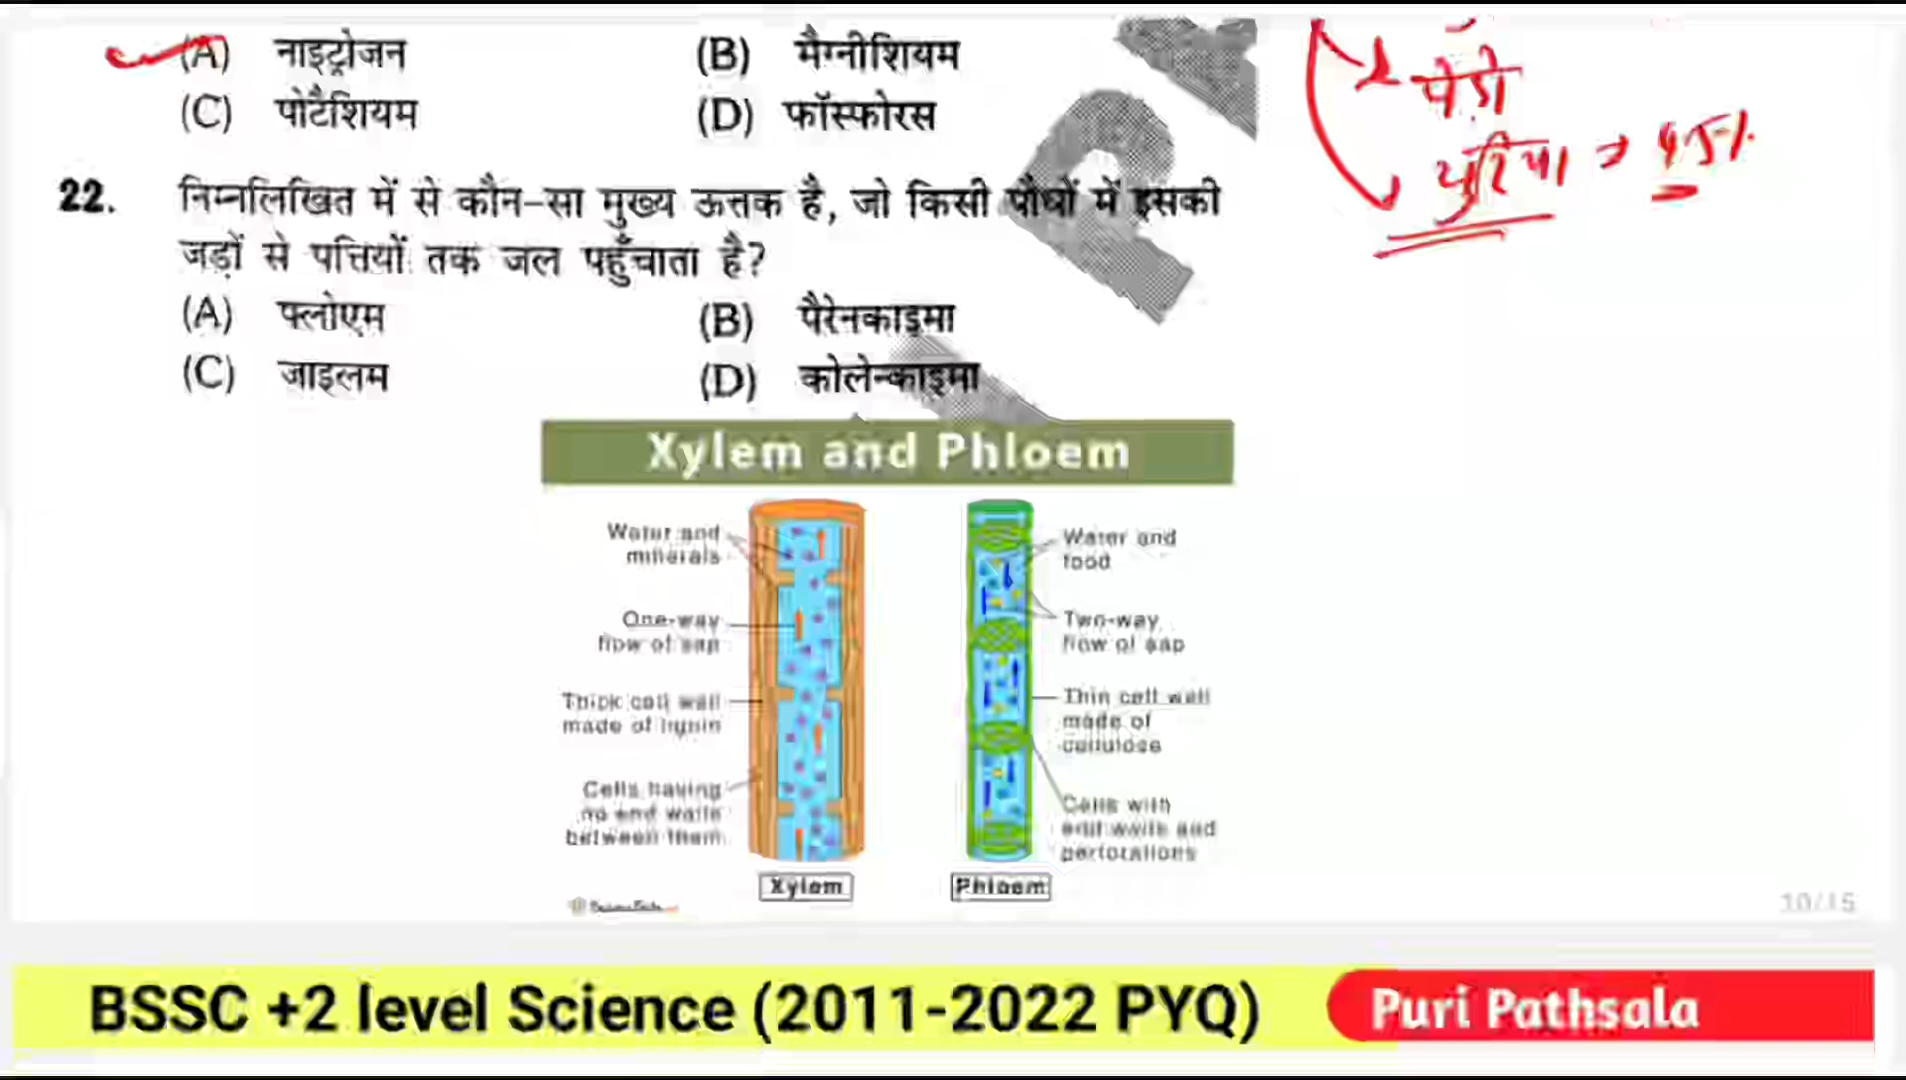 (A) नाइट्रोजन (B) मैग्नीशियम
(C) पोटैशियम (D) फॉस्फोरस
22. निम्नलिखित में से कौन-सा मुख्य ऊत्तक है, जो किसी पौधों में इसकी
जड़ों से पत्तियों तक जल पहुँचाता है?
(A) फ्लोएम (B) पैरेनकाइमा
(C) जाइलम (D) कोलेन्काइमा
यूरिया
Xylem and Phloem
Water and
minerals
One-way
flow of sap
Thick cell wall
made of lignin
Cells having
no end walls
between them
Xylem
Water and
food
Two-way
flow of sap
Thin cell wall
made of
cellulose
Cells with
end walls and
perforations
Phloem
10/15
BSSC +2 level Science (2011-2022 PYQ)
Puri Pathsala